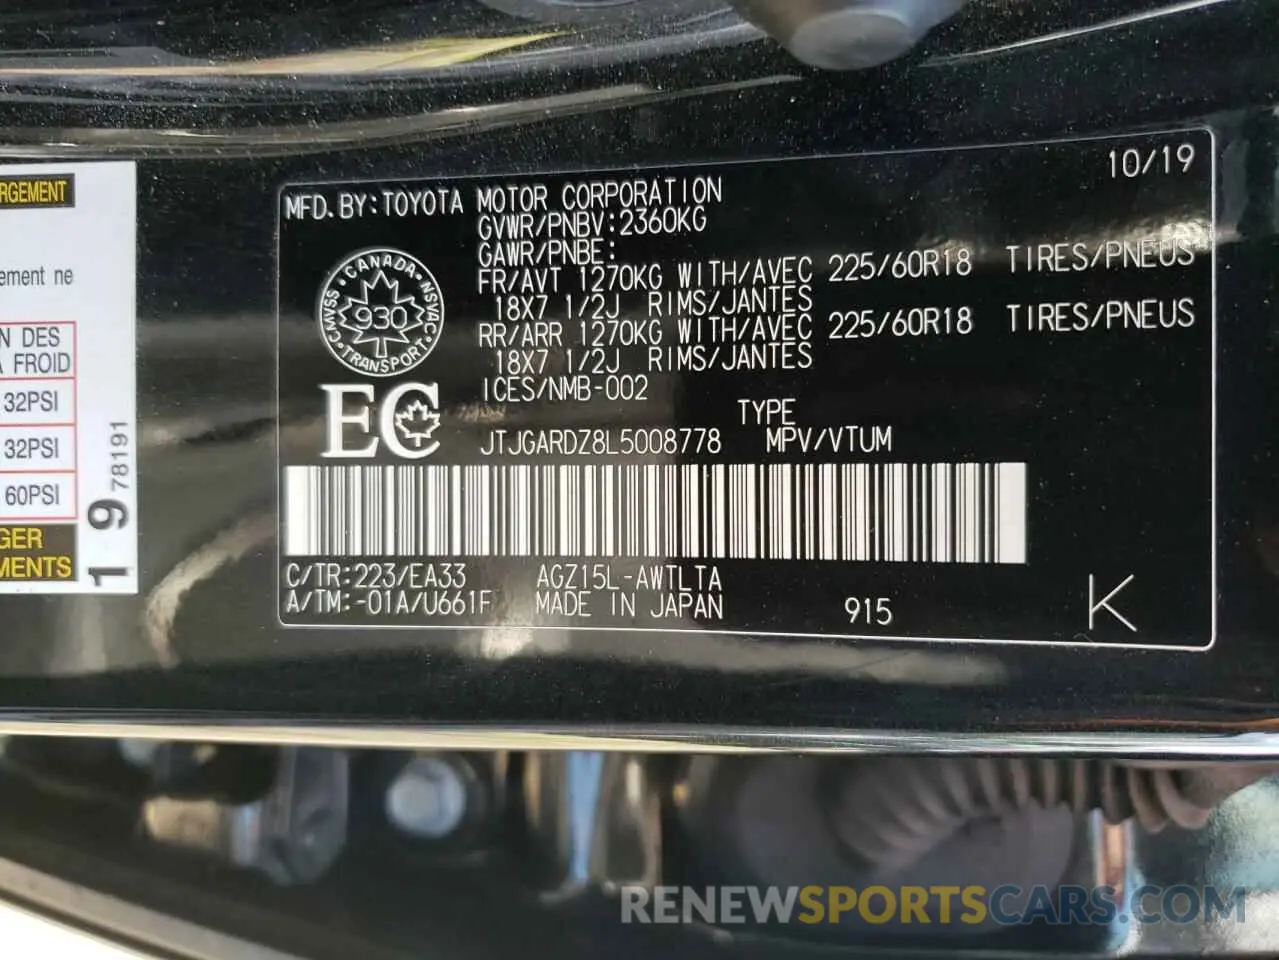 RGEMENT
ement ne
N DES
A FROID
32PSI
32PSI
60PSI
GER
MENTS
1 9 78191
10/19
MFD.BY:TOYOTA MOTOR CORPORATION
GVWR/PNBV:2360KG
GAWR/PNBE:
FR/AVT 1270KG WITH/AVEC 225/60R18 TIRES/PNEUS
18X7 1/2J RIMS/JANTES
RR/ARR 1270KG WITH/AVEC 225/60R18 TIRES/PNEUS
18X7 1/2J RIMS/JANTES
ICES/NMB-002
CANADA
CMVSS NSVAC
930
TRANSPORT
EC
TYPE
JTJGARDZ8L5008778 MPV/VTUM
C/TR:223/EA33 AGZ15L-AWTLTA
A/TM:-01A/U661F MADE IN JAPAN 915 K
RENEWSPORTSCARS.COM